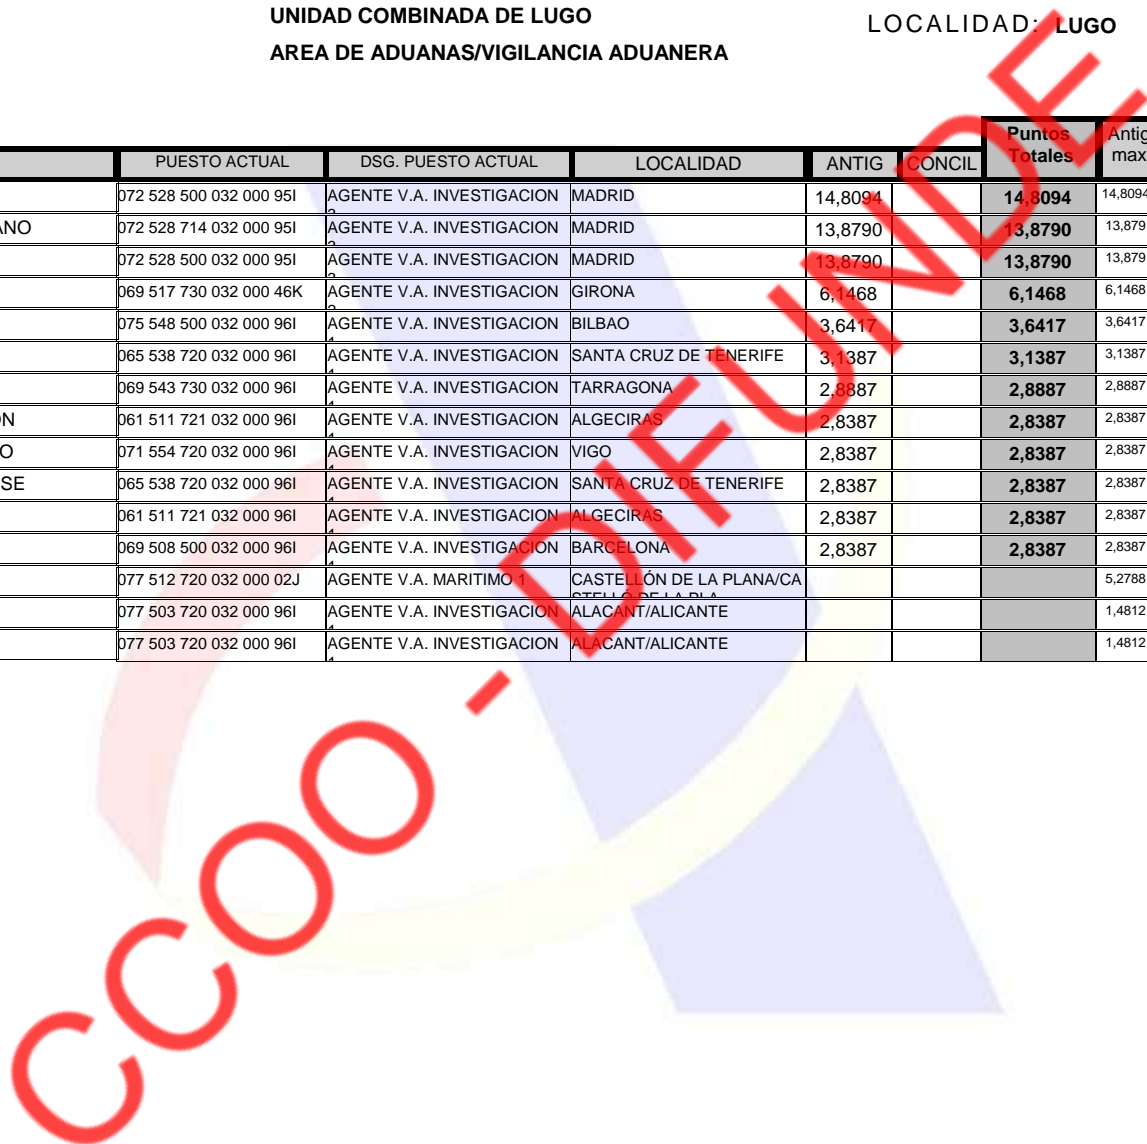 UNIDAD COMBINADA DE LUGO
LOCALIDAD: LUGO
AREA DE ADUANAS/VIGILANCIA ADUANERA
PUESTO ACTUAL DSG. PUESTO ACTUAL LOCALIDAD ANTIG CONCIL Puntos Totales Antig max
072 528 500 032 000 95I AGENTE V.A. INVESTIGACION MADRID 14,8094 14,8094 14,8094
ANO 072 528 714 032 000 95I AGENTE V.A. INVESTIGACION MADRID 13,8790 13,8790 13,879
072 528 500 032 000 95I AGENTE V.A. INVESTIGACION MADRID 13,8790 13,8790 13,879
069 517 730 032 000 46K AGENTE V.A. INVESTIGACION GIRONA 6,1468 6,1468 6,1468
075 548 500 032 000 96I AGENTE V.A. INVESTIGACION BILBAO 3,6417 3,6417 3,6417
065 538 720 032 000 96I AGENTE V.A. INVESTIGACION SANTA CRUZ DE TENERIFE 3,1387 3,1387 3,1387
069 543 730 032 000 96I AGENTE V.A. INVESTIGACION TARRAGONA 2,8887 2,8887 2,8887
ON 061 511 721 032 000 96I AGENTE V.A. INVESTIGACION ALGECIRAS 2,8387 2,8387 2,8387
O 071 554 720 032 000 96I AGENTE V.A. INVESTIGACION VIGO 2,8387 2,8387 2,8387
SE 065 538 720 032 000 96I AGENTE V.A. INVESTIGACION SANTA CRUZ DE TENERIFE 2,8387 2,8387 2,8387
061 511 721 032 000 96I AGENTE V.A. INVESTIGACION ALGECIRAS 2,8387 2,8387 2,8387
069 508 500 032 000 96I AGENTE V.A. INVESTIGACION BARCELONA 2,8387 2,8387 2,8387
077 512 720 032 000 02J AGENTE V.A. MARITIMO 1 CASTELLÓN DE LA PLANA/CA 5,2788
STELLÓ DE LA PLA
077 503 720 032 000 96I AGENTE V.A. INVESTIGACION ALACANT/ALICANTE 1,4812
077 503 720 032 000 96I AGENTE V.A. INVESTIGACION ALACANT/ALICANTE 1,4812
CCOO - DIFUNDE